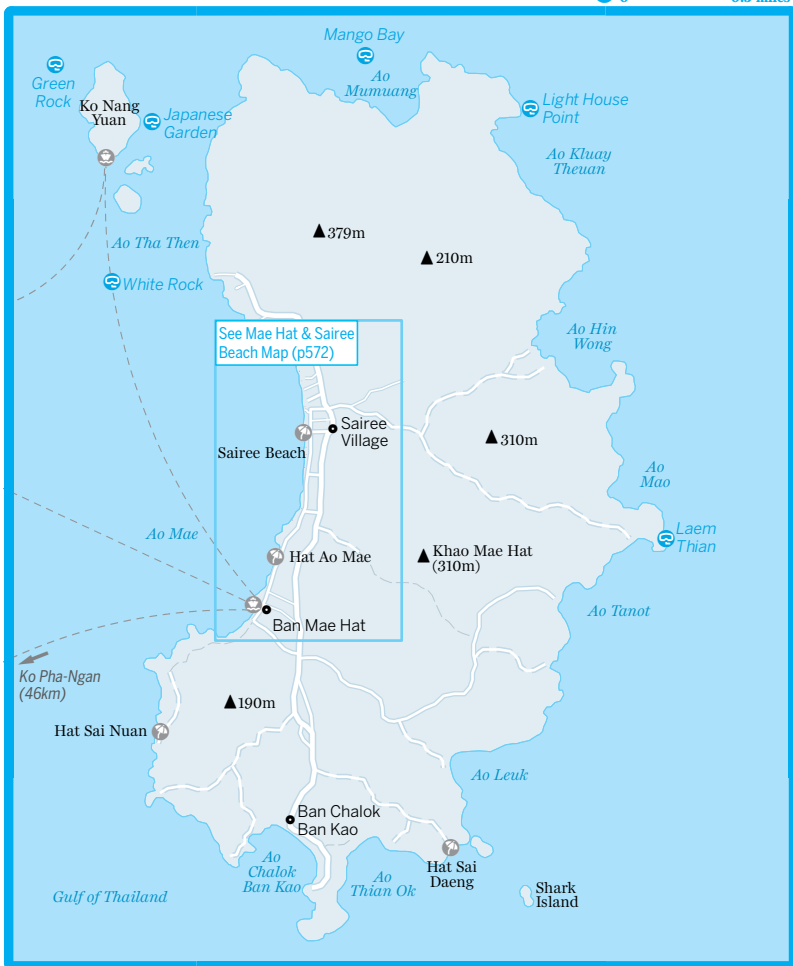 0
0.5 miles
Mango Bay
Green
Rock
Ko Nang
Yuan
Japanese
Garden
Ao
Mumuang
Light House
Point
Ao Kluay
Theuan
379m
Ao Tha Then
210m
White Rock
See Mae Hat & Sairee
Beach Map (p572)
Ao Hin
Wong
Sairee
Village
310m
Sairee Beach
Ao
Mao
Ao Mae
Laem
Thian
Hat Ao Mae
Khao Mae Hat
(310m)
Ao Tanot
Ban Mae Hat
Ko Pha-Ngan
(46km)
190m
Hat Sai Nuan
Ao Leuk
Ban Chalok
Ban Kao
Ao
Chalok
Ban Kao
Ao
Thian Ok
Hat Sai
Daeng
Shark
Island
Gulf of Thailand